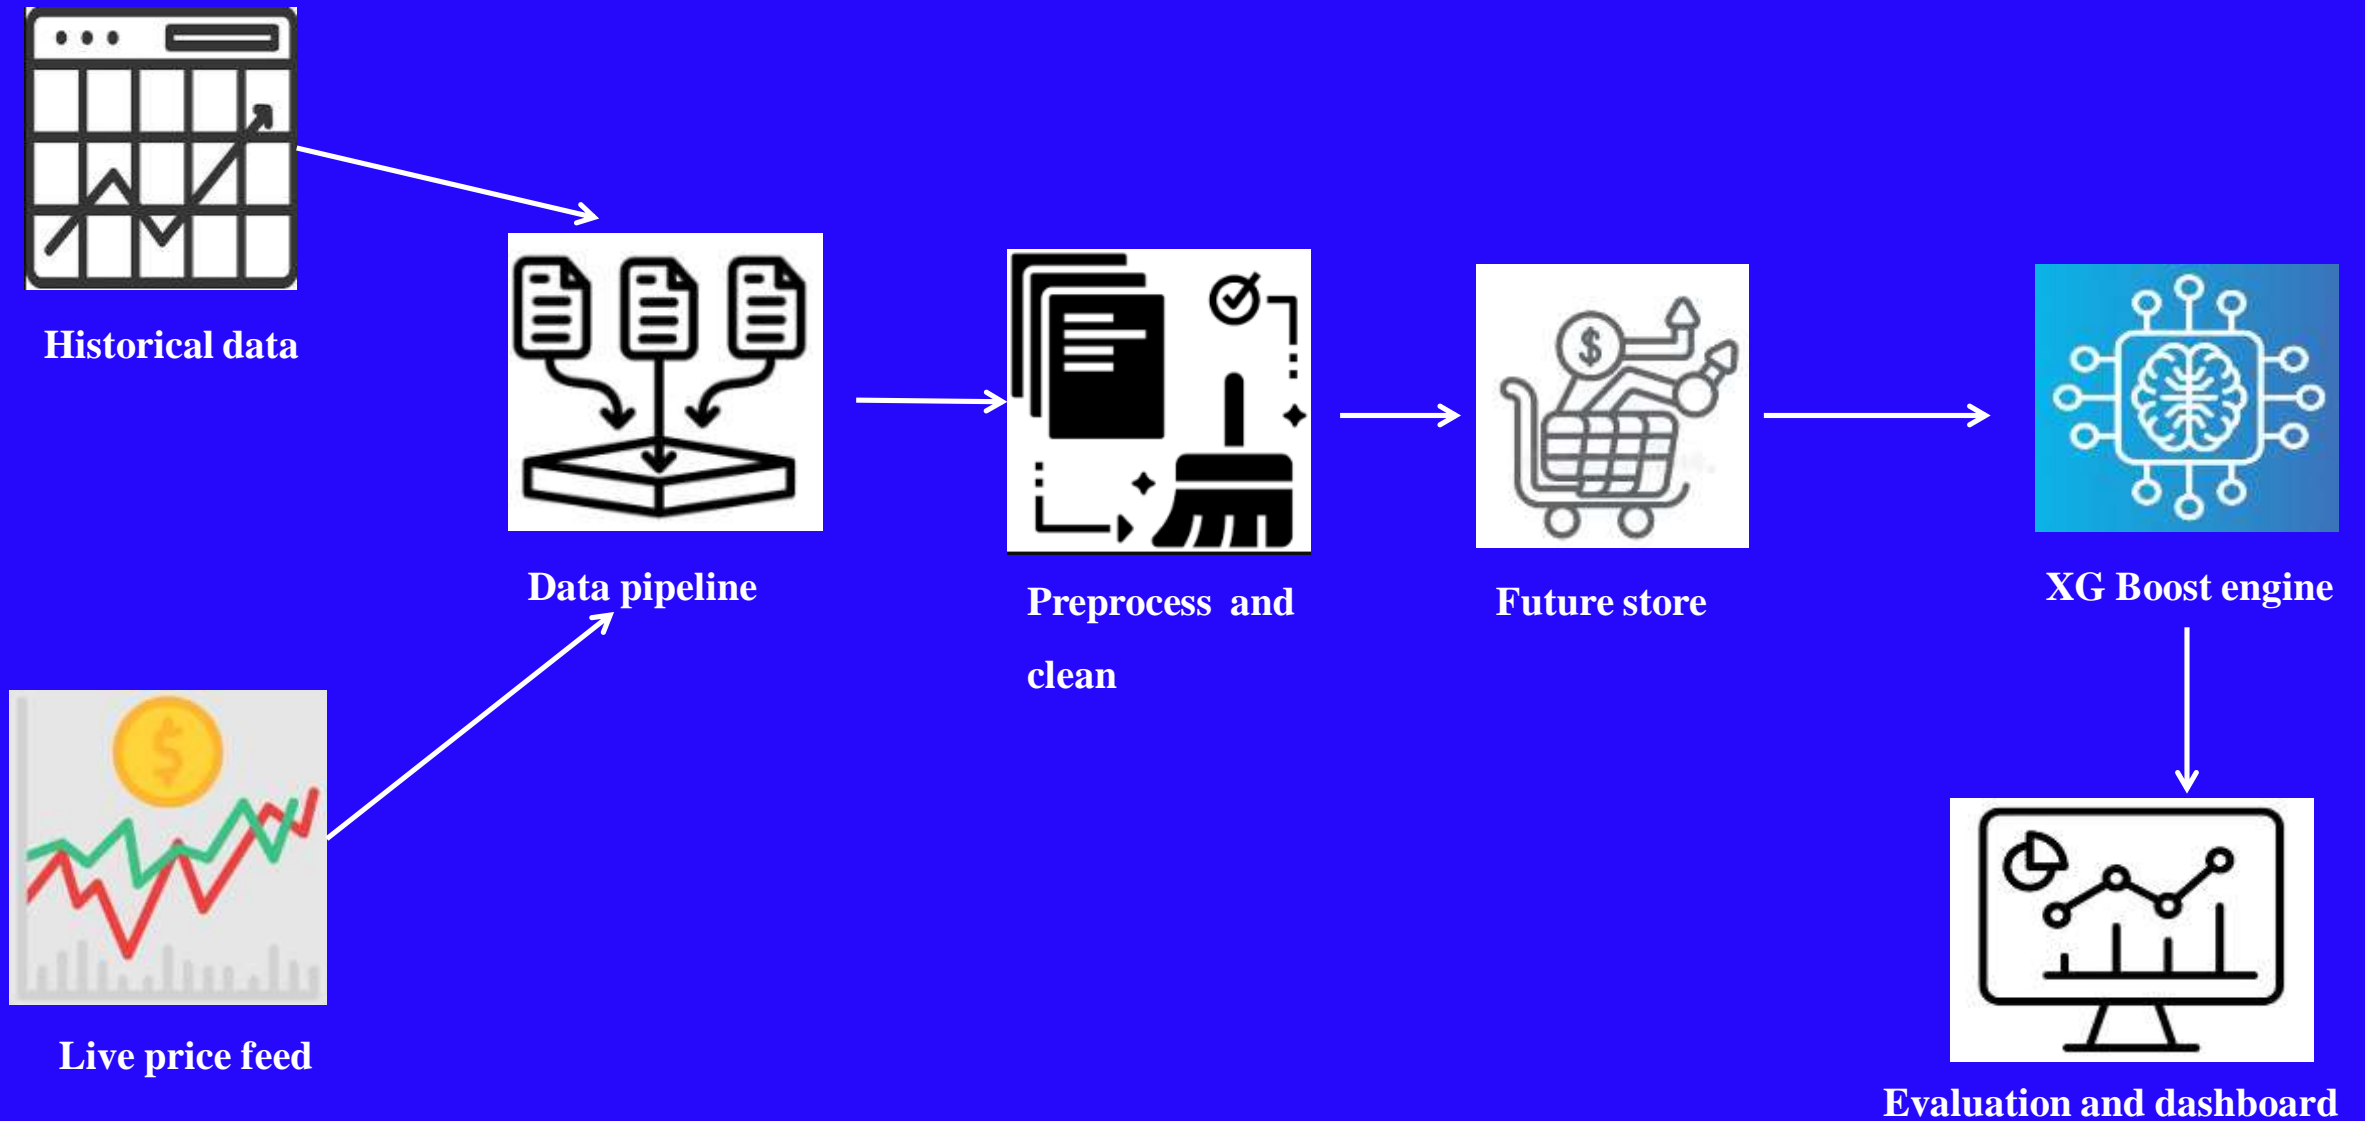 Historical data
Data pipeline
Preprocess and
clean
Future store
XG Boost engine
Live price feed
Evaluation and dashboard
$
$